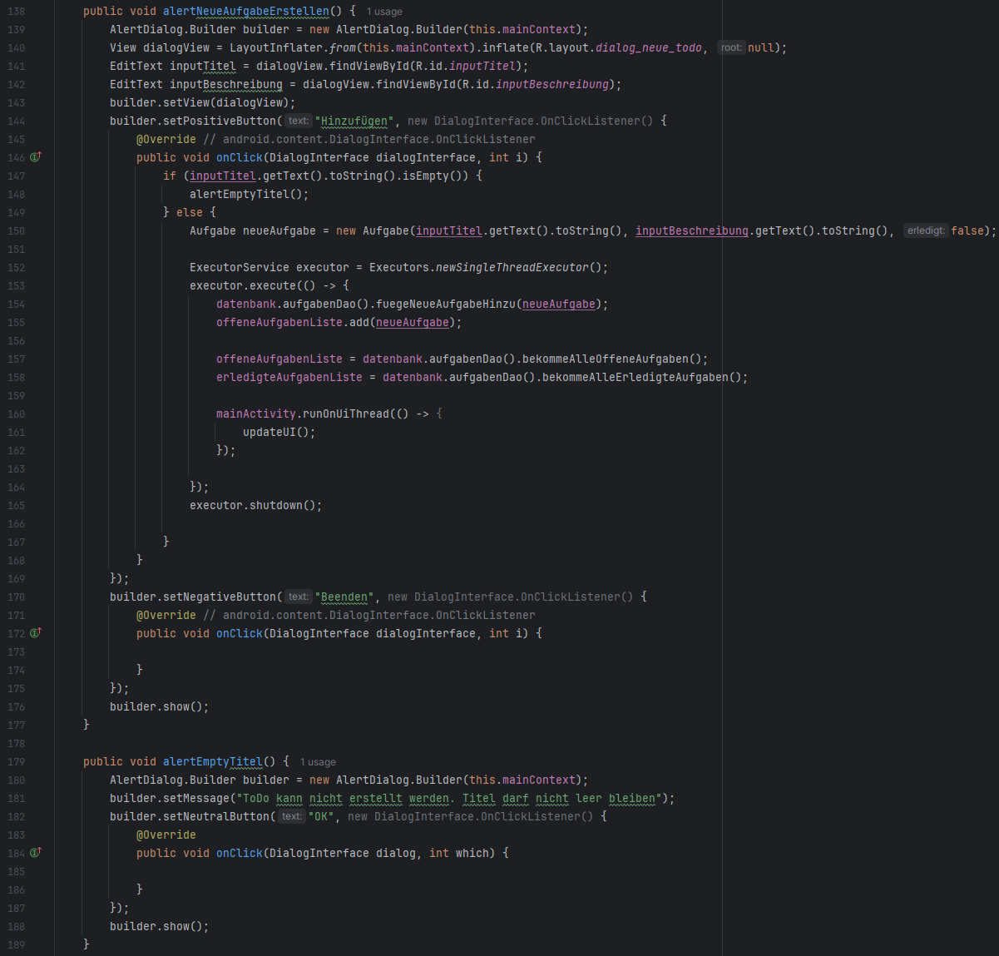 138 public void alertNeueAufgabeErstellen() { 1 usage
139 AlertDialog.Builder builder = new AlertDialog.Builder(this.mainContext);
140 View dialogView = LayoutInflater.from(this.mainContext).inflate(R.layout.dialog_neue_todo, root: null);
141 EditText inputTitel = dialogView.findViewById(R.id.inputTitel);
142 EditText inputBeschreibung = dialogView.findViewById(R.id.inputBeschreibung);
143 builder.setView(dialogView);
144 builder.setPositiveButton( text: "Hinzufügen", new DialogInterface.OnClickListener() {
145 @Override // android.content.DialogInterface.OnClickListener
146 public void onClick(DialogInterface dialogInterface, int i) {
147 if (inputTitel.getText().toString().isEmpty()) {
148 alertEmptyTitel();
149 } else {
150 Aufgabe neueAufgabe = new Aufgabe(inputTitel.getText().toString(), inputBeschreibung.getText().toString(), erledigt: false);
151
152 ExecutorService executor = Executors.newSingleThreadExecutor();
153 executor.execute(() -> {
154 datenbank.aufgabenDao().fuegeNeueAufgabeHinzu(neueAufgabe);
155 offeneAufgabenListe.add(neueAufgabe);
156
157 offeneAufgabenListe = datenbank.aufgabenDao().bekommeAlleOffeneAufgaben();
158 erledigteAufgabenListe = datenbank.aufgabenDao().bekommeAlleErledigteAufgaben();
159
160 mainActivity.runOnUiThread(() -> {
161 updateUI();
162 });
163
164 });
165 executor.shutdown();
166
167 }
168 }
169 });
170 builder.setNegativeButton( text: "Beenden", new DialogInterface.OnClickListener() {
171 @Override // android.content.DialogInterface.OnClickListener
172 public void onClick(DialogInterface dialogInterface, int i) {
173
174 }
175 });
176 builder.show();
177 }
178
179 public void alertEmptyTitel() { 1 usage
180 AlertDialog.Builder builder = new AlertDialog.Builder(this.mainContext);
181 builder.setMessage("ToDo kann nicht erstellt werden. Titel darf nicht leer bleiben");
182 builder.setNeutralButton( text: "OK", new DialogInterface.OnClickListener() {
183 @Override
184 public void onClick(DialogInterface dialog, int which) {
185
186 }
187 });
188 builder.show();
189 }